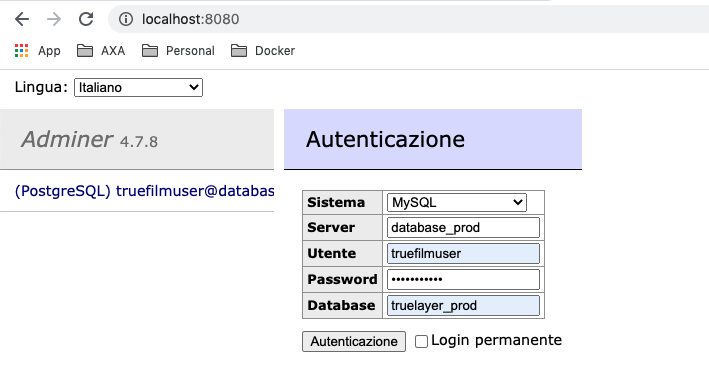 localhost:8080
App AXA Personal Docker
Lingua: Italiano
Adminer 4.7.8
Autenticazione
(PostgreSQL) truefilmuser@databas
Sistema MySQL
Server database_prod
Utente truefilmuser
Password •••••••••••
Database truelayer_prod
Autenticazione Login permanente